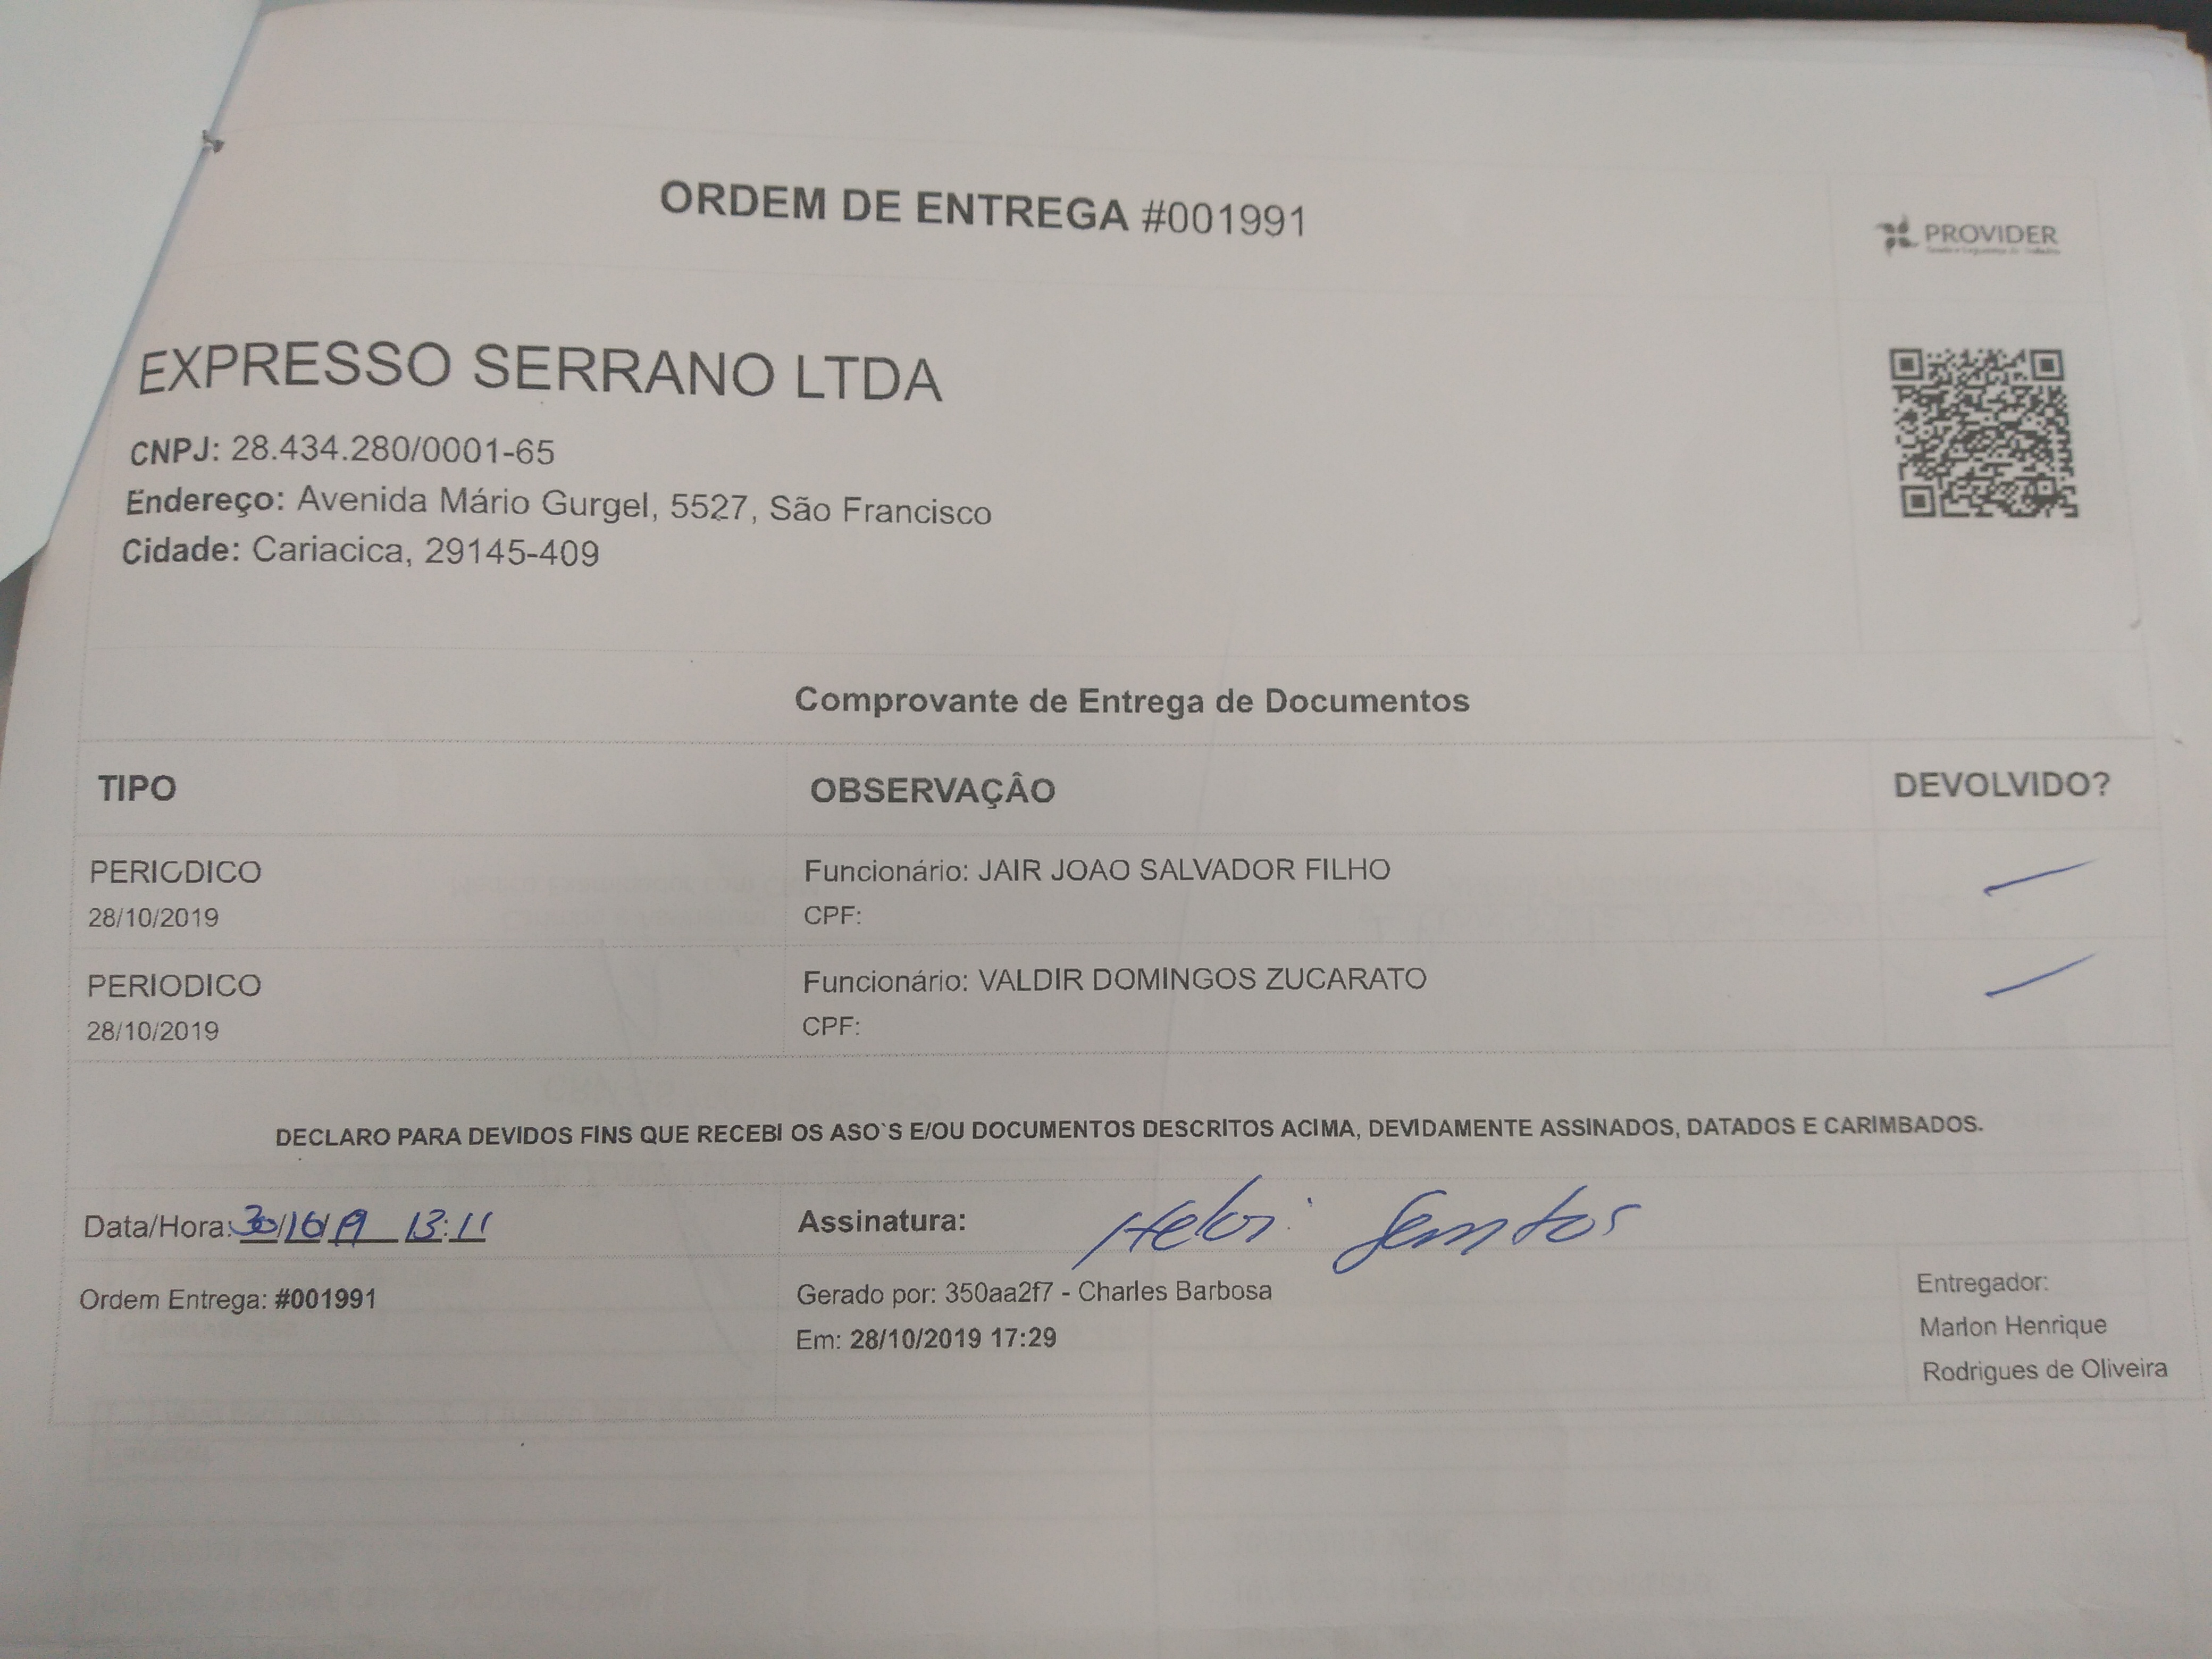 ORDEM DE ENTREGA #001991
PROVIDER
EXPRESSO SERRANO LTDA
CNPJ: 28.434.280/0001-65
Endereço: Avenida Mário Gurgel, 5527, São Francisco
Cidade: Cariacica, 29145-409
Comprovante de Entrega de Documentos
TIPO OBSERVAÇÃO DEVOLVIDO?
PERIODICO Funcionário: JAIR JOAO SALVADOR FILHO
28/10/2019 CPF:
PERIODICO Funcionário: VALDIR DOMINGOS ZUCARATO
28/10/2019 CPF:
DECLARO PARA DEVIDOS FINS QUE RECEBI OS ASO`S E/OU DOCUMENTOS DESCRITOS ACIMA, DEVIDAMENTE ASSINADOS, DATADOS E CARIMBADOS.
Data/Hora: 30/10/19 13:11 Assinatura:
Ordem Entrega: #001991
Gerado por: 350aa2f7 - Charles Barbosa
Em: 28/10/2019 17:29
Entregador:
Marlon Henrique
Rodrigues de Oliveira